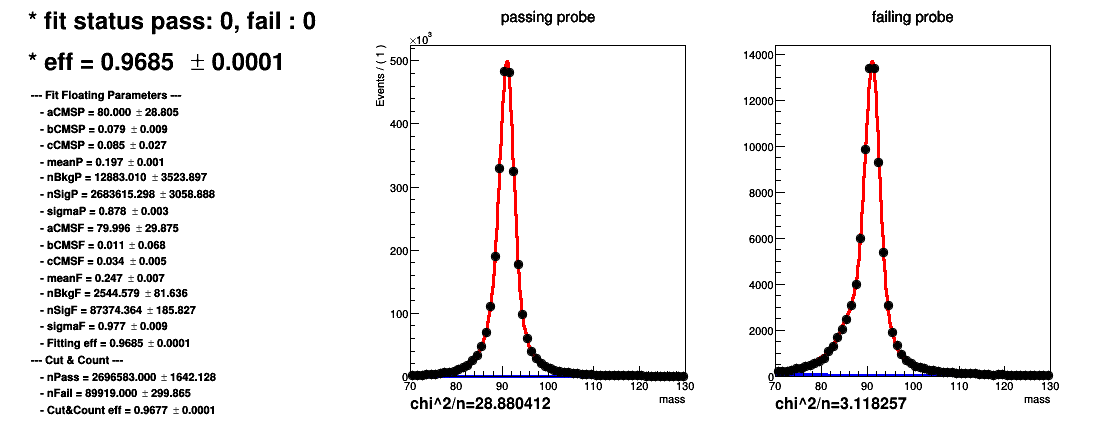 * fit status pass: 0, fail : 0
* eff = 0.9685 ± 0.0001
--- Fit Floating Parameters ---
- aCMSP = 80.000 ± 28.805
- bCMSP = 0.079 ± 0.009
- cCMSP = 0.085 ± 0.027
- meanP = 0.197 ± 0.001
- nBkgP = 12883.010 ± 3523.897
- nSigP = 2683615.298 ± 3058.888
- sigmaP = 0.878 ± 0.003
- aCMSF = 79.996 ± 29.875
- bCMSF = 0.011 ± 0.068
- cCMSF = 0.034 ± 0.005
- meanF = 0.247 ± 0.007
- nBkgF = 2544.579 ± 81.636
- nSigF = 87374.364 ± 185.827
- sigmaF = 0.977 ± 0.009
- Fitting eff = 0.9685 ± 0.0001
--- Cut & Count ---
- nPass = 2696583.000 ± 1642.128
- nFail = 89919.000 ± 299.865
- Cut&Count eff = 0.9677 ± 0.0001
passing probe
×10³
Events / ( 1 )
500
400
300
200
100
0
70 80 90 100 110 120 130
mass
chi^2/n=28.880412
failing probe
14000
12000
10000
8000
6000
4000
2000
0
70 80 90 100 110 120 130
mass
chi^2/n=3.118257